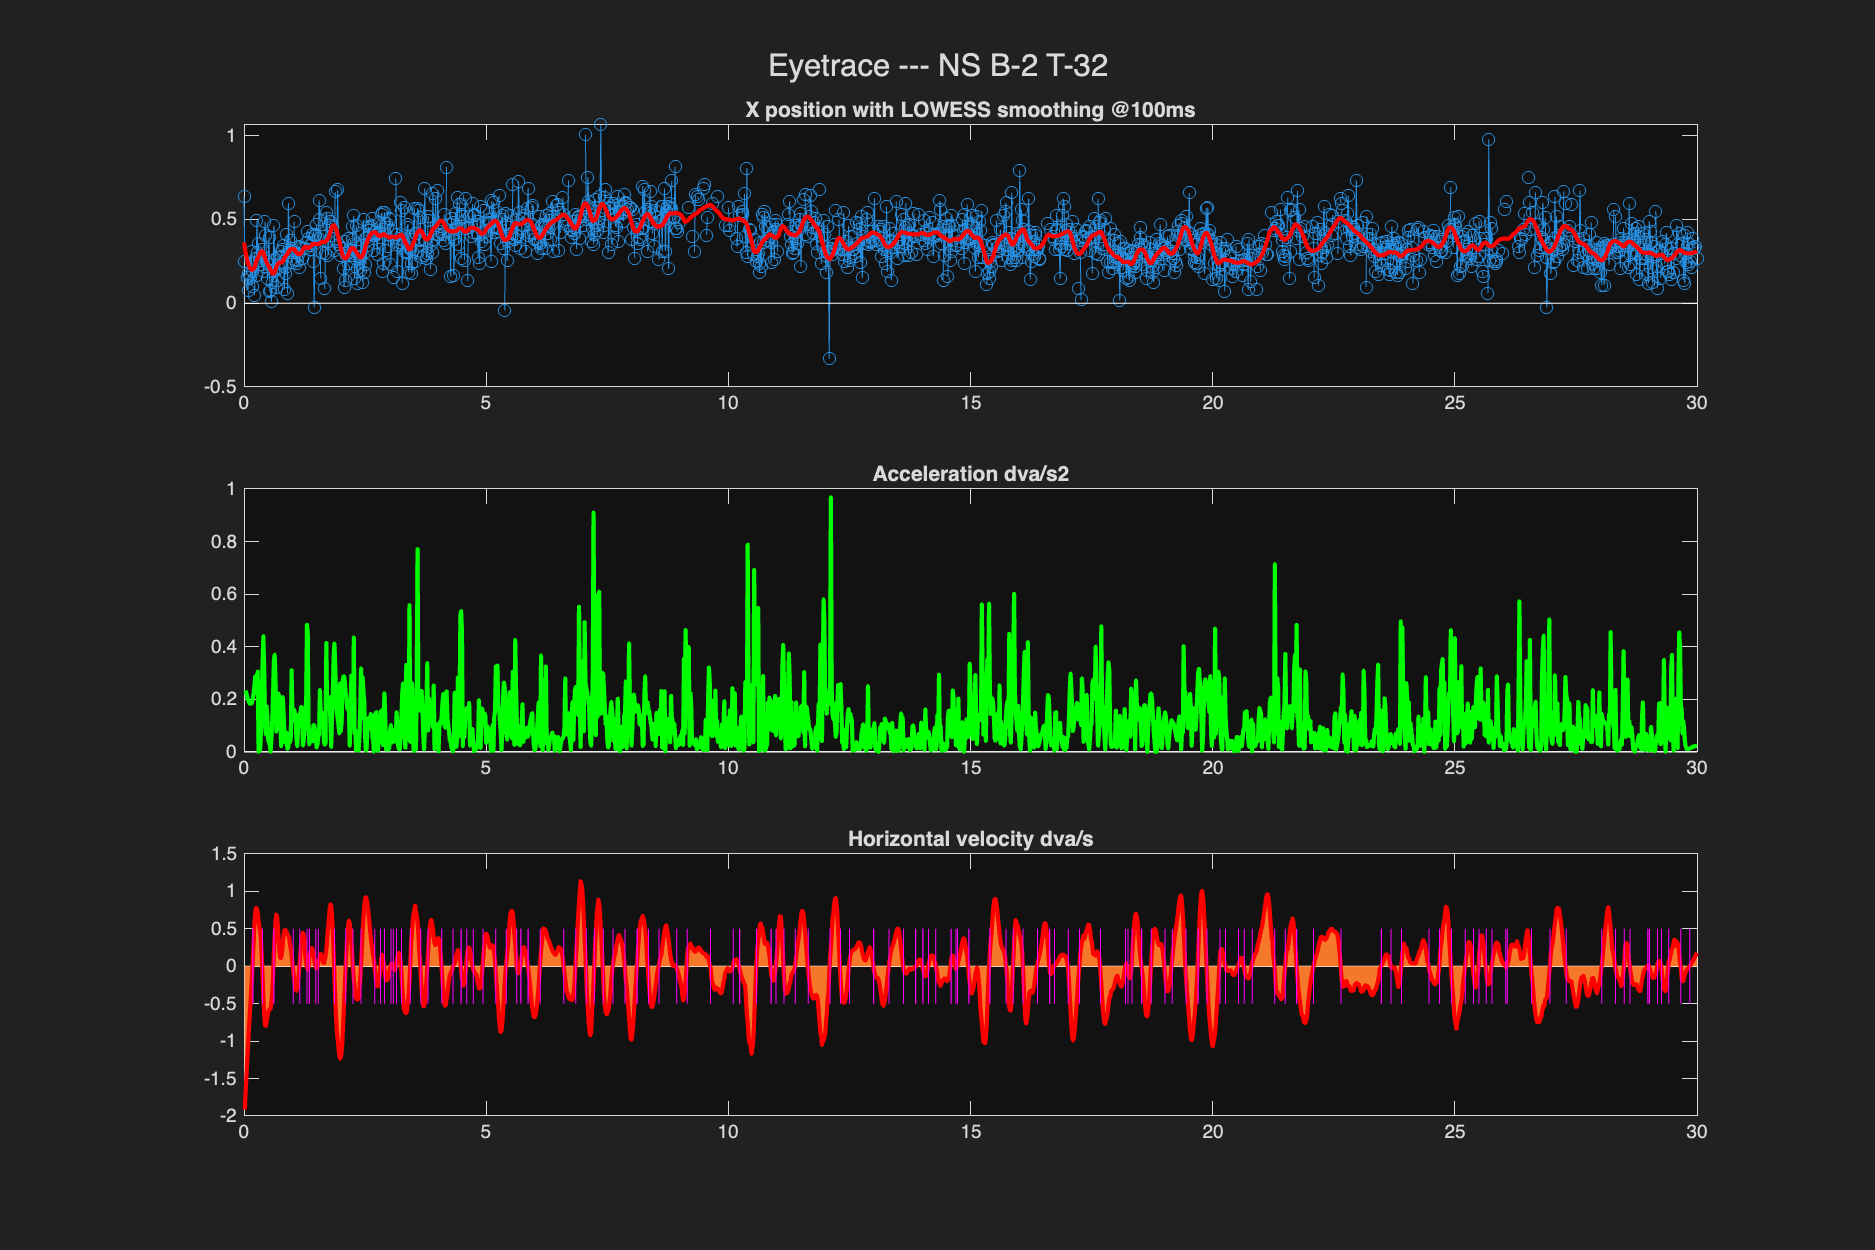 Eyetrace --- NS B-2 T-32
X position with LOWESS smoothing @100ms
1
0.5
0
-0.5
0 5 10 15 20 25 30
Acceleration dva/s2
1
0.8
0.6
0.4
0.2
0
0 5 10 15 20 25 30
Horizontal velocity dva/s
1.5
1
0.5
0
-0.5
-1
-1.5
-2
0 5 10 15 20 25 30